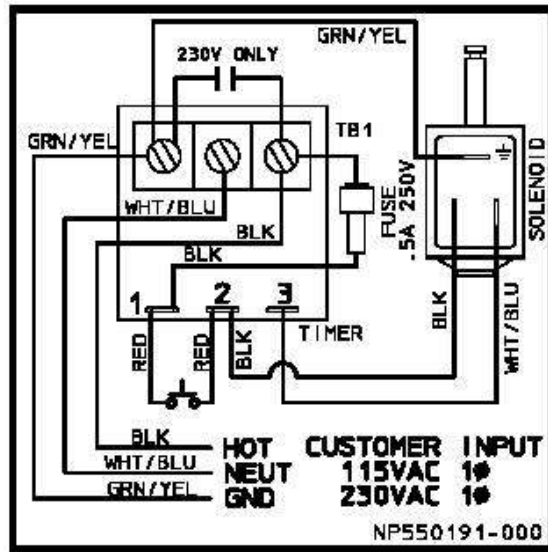 GRN/YEL
230V ONLY
GRN/YEL
TB1
WHT/BLU
BLK
BLK
FUSE
.5A 250V
SOLENOID
1 2 3
TIMER
RED
RED
BLK
BLK
WHT/BLU
BLK HOT CUSTOMER INPUT
WHT/BLU NEUT 115VAC 1Φ
GRN/YEL GND 230VAC 1Φ
NP550191-000